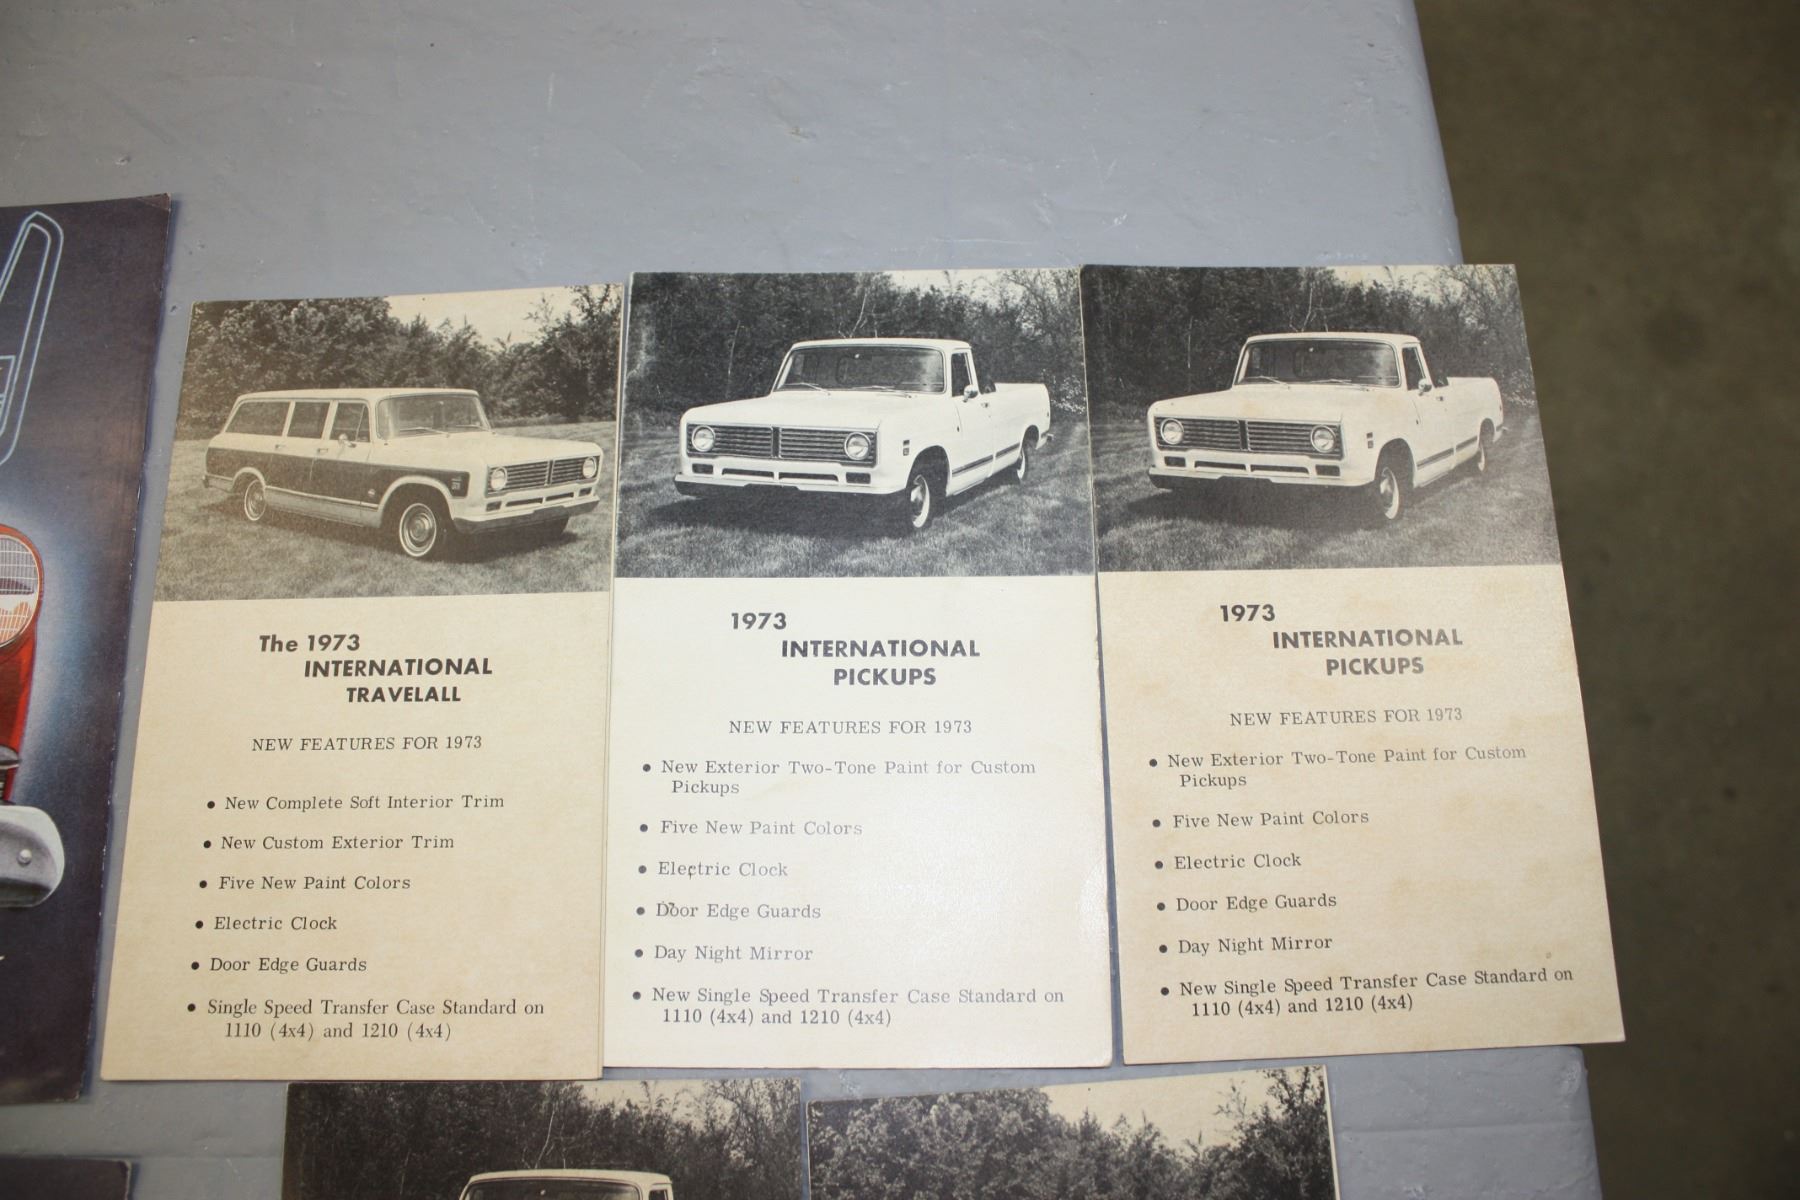 The 1973
INTERNATIONAL
TRAVELALL
NEW FEATURES FOR 1973
• New Complete Soft Interior Trim
• New Custom Exterior Trim
• Five New Paint Colors
• Electric Clock
• Door Edge Guards
• Single Speed Transfer Case Standard on
1110 (4x4) and 1210 (4x4)
1973
INTERNATIONAL
PICKUPS
NEW FEATURES FOR 1973
• New Exterior Two-Tone Paint for Custom
Pickups
• Five New Paint Colors
• Electric Clock
• Door Edge Guards
• Day Night Mirror
• New Single Speed Transfer Case Standard on
1110 (4x4) and 1210 (4x4)
1973
INTERNATIONAL
PICKUPS
NEW FEATURES FOR 1973
• New Exterior Two-Tone Paint for Custom
Pickups
• Five New Paint Colors
• Electric Clock
• Door Edge Guards
• Day Night Mirror
• New Single Speed Transfer Case Standard on
1110 (4x4) and 1210 (4x4)